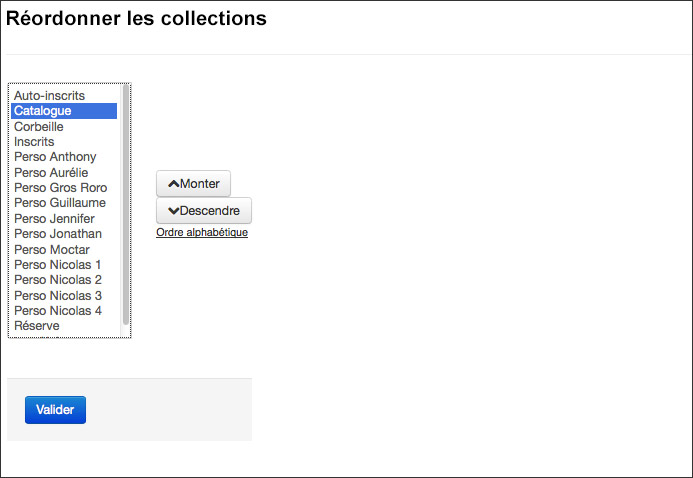 Réordonner les collections
Auto-inscrits
Catalogue
Corbeille
Inscrits
Perso Anthony
Perso Aurélie
Perso Gros Roro
Perso Guillaume
Perso Jennifer
Perso Jonathan
Perso Moctar
Perso Nicolas 1
Perso Nicolas 2
Perso Nicolas 3
Perso Nicolas 4
Réserve
Monter
Descendre
Ordre alphabétique
Valider